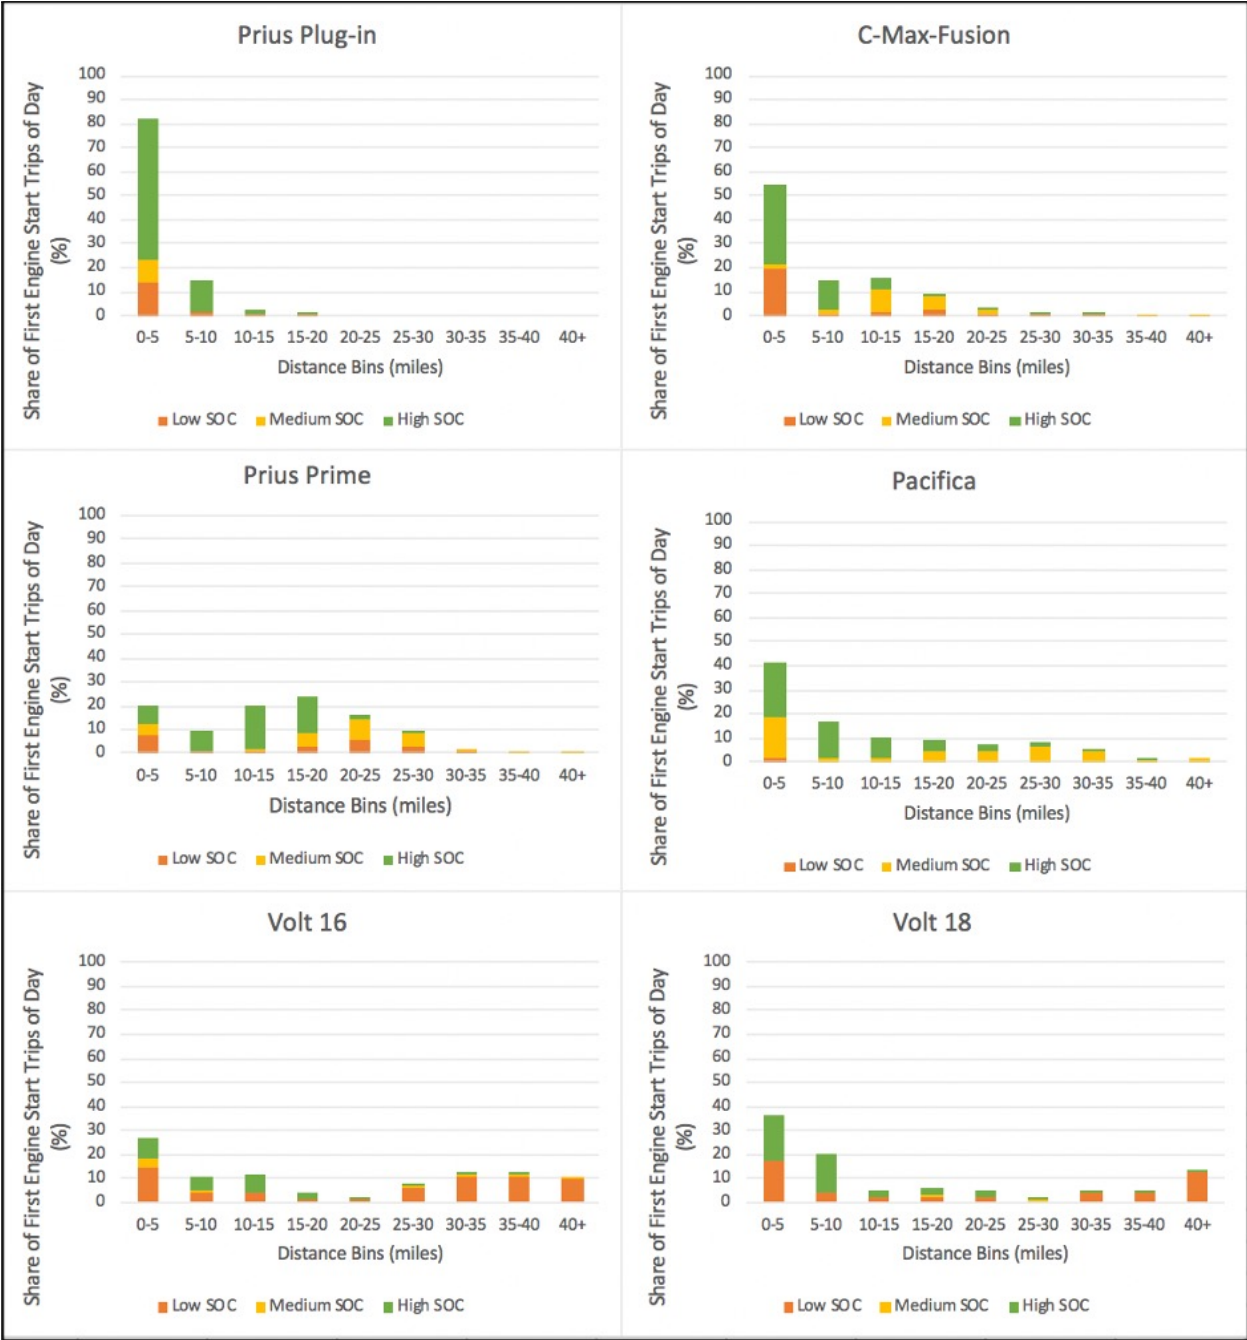 Prius Plug-in
Share of First Engine Start Trips of Day
(%)
100
90
80
70
60
50
40
30
20
10
0
0-5 5-10 10-15 15-20 20-25 25-30 30-35 35-40 40+
Distance Bins (miles)
Low SOC Medium SOC High SOC
C-Max-Fusion
Share of First Engine Start Trips of Day
(%)
100
90
80
70
60
50
40
30
20
10
0
0-5 5-10 10-15 15-20 20-25 25-30 30-35 35-40 40+
Distance Bins (miles)
Low SOC Medium SOC High SOC
Prius Prime
Share of First Engine Start Trips of Day
(%)
100
90
80
70
60
50
40
30
20
10
0
0-5 5-10 10-15 15-20 20-25 25-30 30-35 35-40 40+
Distance Bins (miles)
Low SOC Medium SOC High SOC
Pacifica
Share of First Engine Start Trips of Day
(%)
100
90
80
70
60
50
40
30
20
10
0
0-5 5-10 10-15 15-20 20-25 25-30 30-35 35-40 40+
Distance Bins (miles)
Low SOC Medium SOC High SOC
Volt 16
Share of First Engine Start Trips of Day
(%)
100
90
80
70
60
50
40
30
20
10
0
0-5 5-10 10-15 15-20 20-25 25-30 30-35 35-40 40+
Distance Bins (miles)
Low SOC Medium SOC High SOC
Volt 18
Share of First Engine Start Trips of Day
(%)
100
90
80
70
60
50
40
30
20
10
0
0-5 5-10 10-15 15-20 20-25 25-30 30-35 35-40 40+
Distance Bins (miles)
Low SOC Medium SOC High SOC